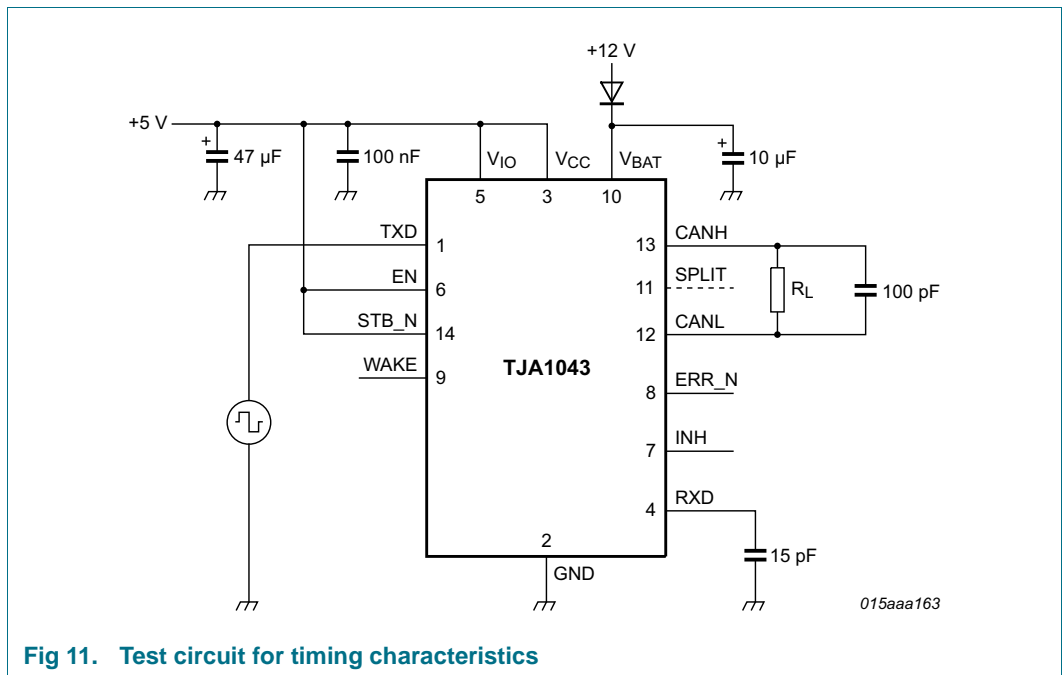 +12 V
+5 V
+
47 µF
100 nF
VIO
VCC
VBAT
+
10 µF
5
3
10
TXD
1
EN
6
STB_N
14
WAKE
9
TJA1043
13
CANH
11
SPLIT
12
CANL
RL
100 pF
8
ERR_N
7
INH
4
RXD
15 pF
2
GND
015aaa163
Fig 11. Test circuit for timing characteristics